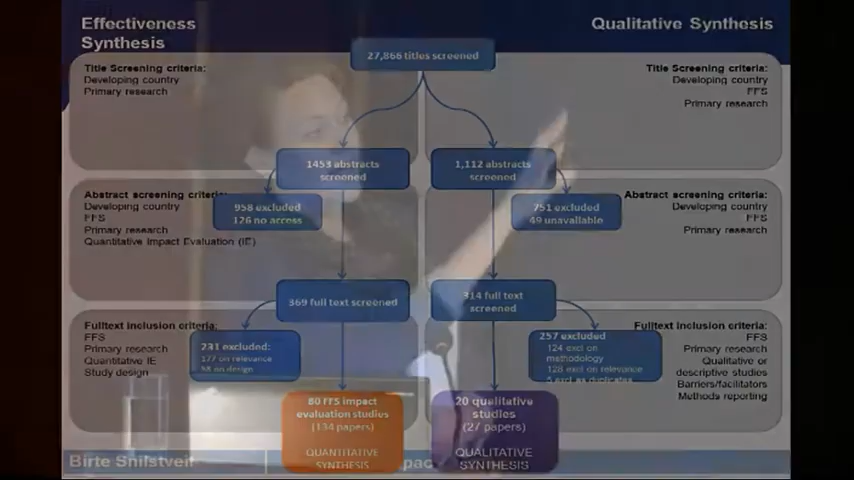 Effectiveness
Synthesis
Qualitative Synthesis
27,866 titles screened
Title Screening criteria:
Developing country
Primary research
Title Screening criteria:
Developing country
FFS
Primary research
1453 abstracts
screened
1,112 abstracts
screened
Abstract screening criteria:
Developing country
FFS
Primary research
Quantitative Impact Evaluation (IE)
958 excluded
126 no access
751 excluded
49 unavailable
Abstract screening criteria:
Developing country
FFS
Primary research
369 full text screened
314 full text
screened
Fulltext inclusion criteria:
FFS
Primary research
Quantitative IE
Study design
231 excluded:
177 on relevance
58 on design
257 excluded
124 excl on
methodology
128 excl on relevance
5 excl as duplicates
Fulltext inclusion criteria:
FFS
Primary research
Qualitative or
descriptive studies
Barriers/facilitators
Methods reporting
80 FFS impact
evaluation studies
(134 papers)
QUANTITATIVE
SYNTHESIS
20 qualitative
studies
(27 papers)
QUALITATIVE
SYNTHESIS
Birte Snilstveit